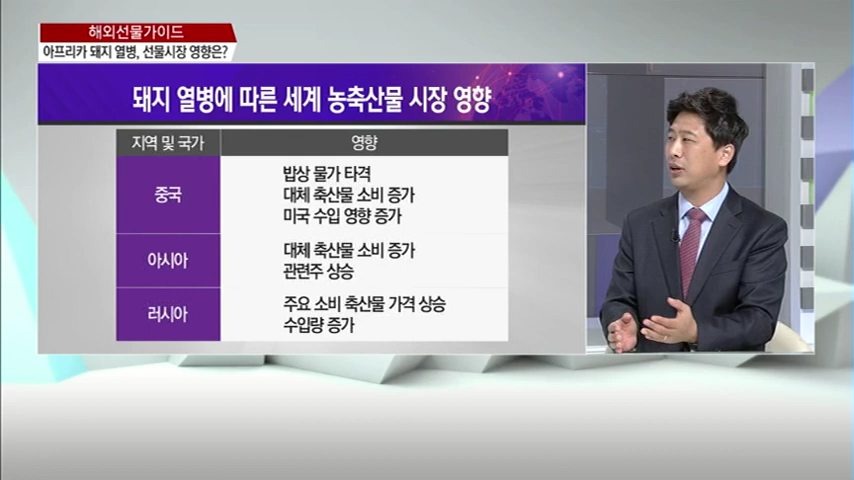 해외선물가이드
아프리카 돼지 열병, 선물시장 영향은?
돼지 열병에 따른 세계 농축산물 시장 영향
지역 및 국가 영향
중국
밥상 물가 타격
대체 축산물 소비 증가
미국 수입 영향 증가
아시아
대체 축산물 소비 증가
관련주 상승
러시아
주요 소비 축산물 가격 상승
수입량 증가